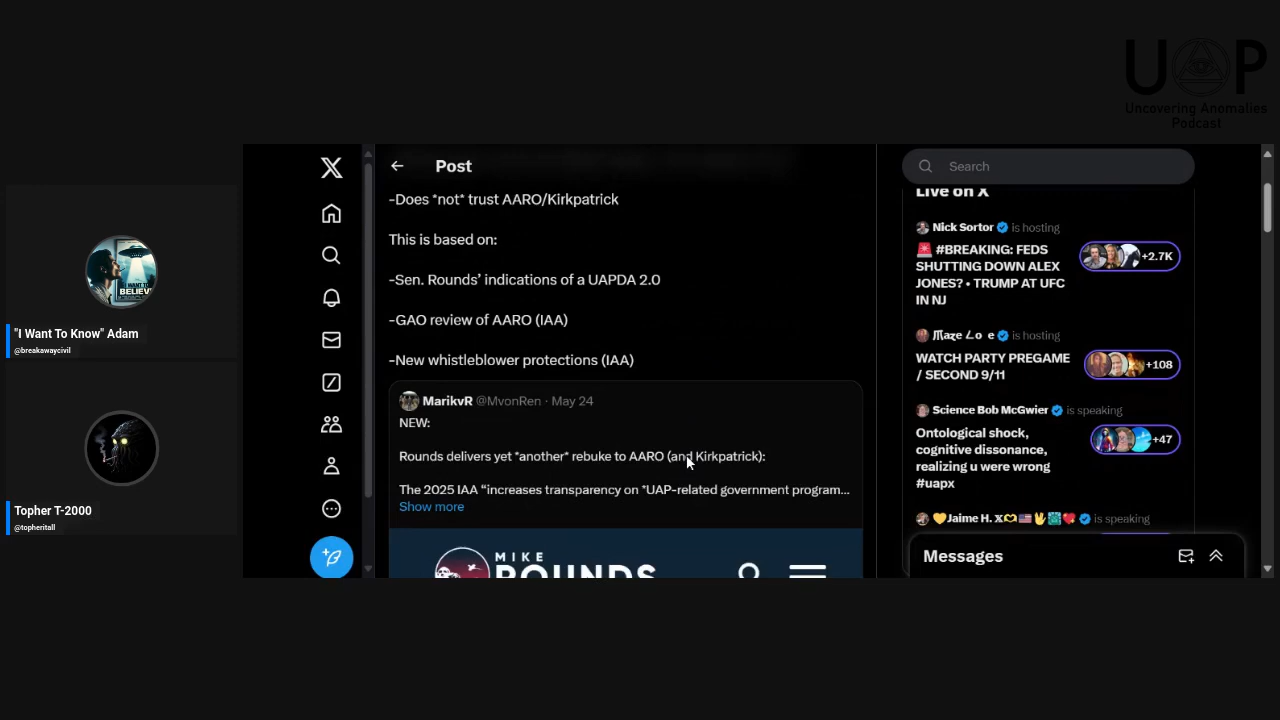 UAP
Uncovering Anomalies
Podcast
"I Want To Know" Adam
@breakawaycivil
Topher T-2000
@topheritall
Post
-Does *not* trust AARO/Kirkpatrick
This is based on:
-Sen. Rounds’ indications of a UAPDA 2.0
-GAO review of AARO (IAA)
-New whistleblower protections (IAA)
MarikvR @MvonRen · May 24
NEW:
Rounds delivers yet *another* rebuke to AARO (and Kirkpatrick):
The 2025 IAA “increases transparency on *UAP-related government program...
Show more
MIKE
ROUNDS
Search
Live on X
Nick Sortor is hosting
🚨 #BREAKING: FEDS
SHUTTING DOWN ALEX
JONES? • TRUMP AT UFC
IN NJ
+2.7K
is hosting
WATCH PARTY PREGAME
/ SECOND 9/11
+108
Science Bob McGwier is speaking
Ontological shock,
cognitive dissonance,
realizing u were wrong
#uapx
+47
Jaime H. is speaking
Messages